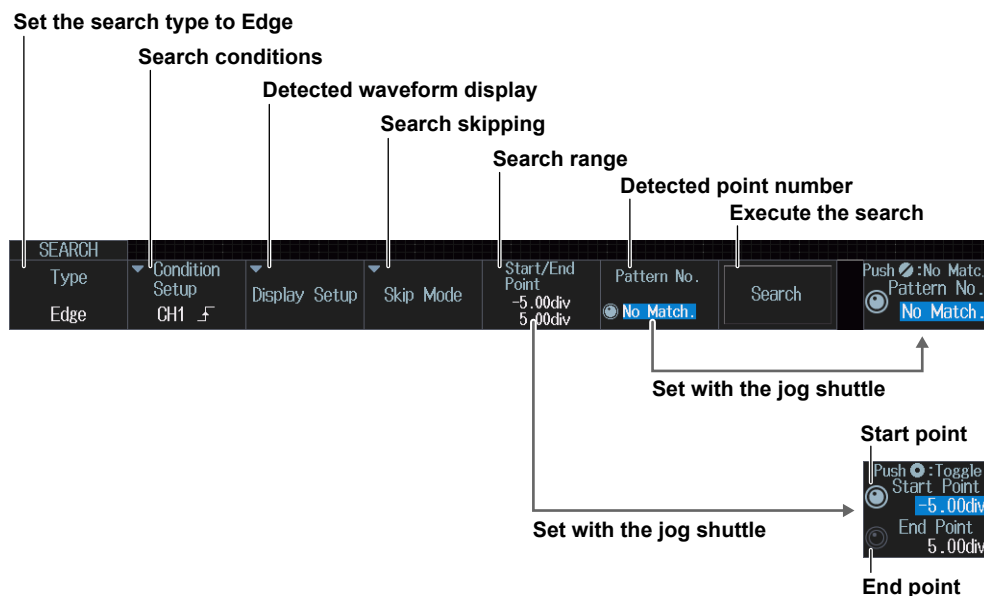 Set the search type to Edge
Search conditions
Detected waveform display
Search skipping
Search range
Detected point number
Execute the search
SEARCH
Type
Edge
Condition
Setup
CH1
Display Setup
Skip Mode
Start/End
Point
-5.00div
5.00div
Pattern No.
No Match.
Search
Push :No Matc
Pattern No.
No Match.
Set with the jog shuttle
Start point
Push :Toggle
Start Point
-5.00div
End Point
5.00div
Set with the jog shuttle
End point